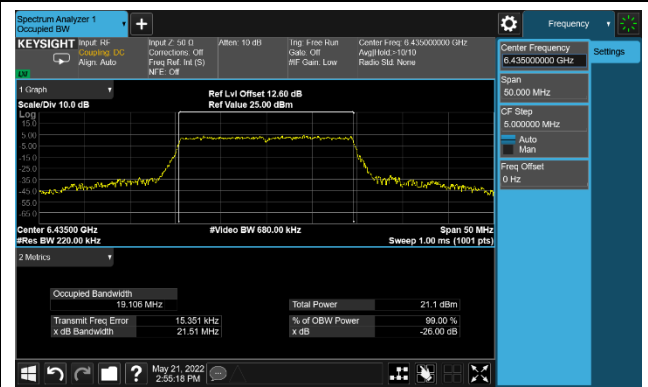 Spectrum Analyzer 1
Occupied BW
+
Frequency
KEYSIGHT
Input: RF
Coupling: DC
Align: Auto
Input Z: 50 Ω
Corrections: Off
Freq Ref: Int (S)
NFE: Off
Atten: 10 dB
Trig: Free Run
Gate: Off
#IF Gain: Low
Center Freq: 6.435000000 GHz
Avg|Hold:>10/10
Radio Std: None
LXI
Center Frequency
6.435000000 GHz
Settings
Span
50.000 MHz
CF Step
5.000000 MHz
Auto
Man
Freq Offset
0 Hz
1 Graph
Scale/Div 10.0 dB
Ref Lvl Offset 12.60 dB
Ref Value 25.00 dBm
Log
15.0
5.00
-5.00
-15.0
-25.0
-35.0
-45.0
-55.0
-65.0
Center 6.43500 GHz
#Video BW 680.00 kHz
Span 50 MHz
#Res BW 220.00 kHz
Sweep 1.00 ms (1001 pts)
2 Metrics
Occupied Bandwidth
19.106 MHz
Total Power 21.1 dBm
Transmit Freq Error 15.351 kHz
% of OBW Power 99.00 %
x dB Bandwidth 21.51 MHz
x dB -26.00 dB
?
May 21, 2022
2:55:18 PM